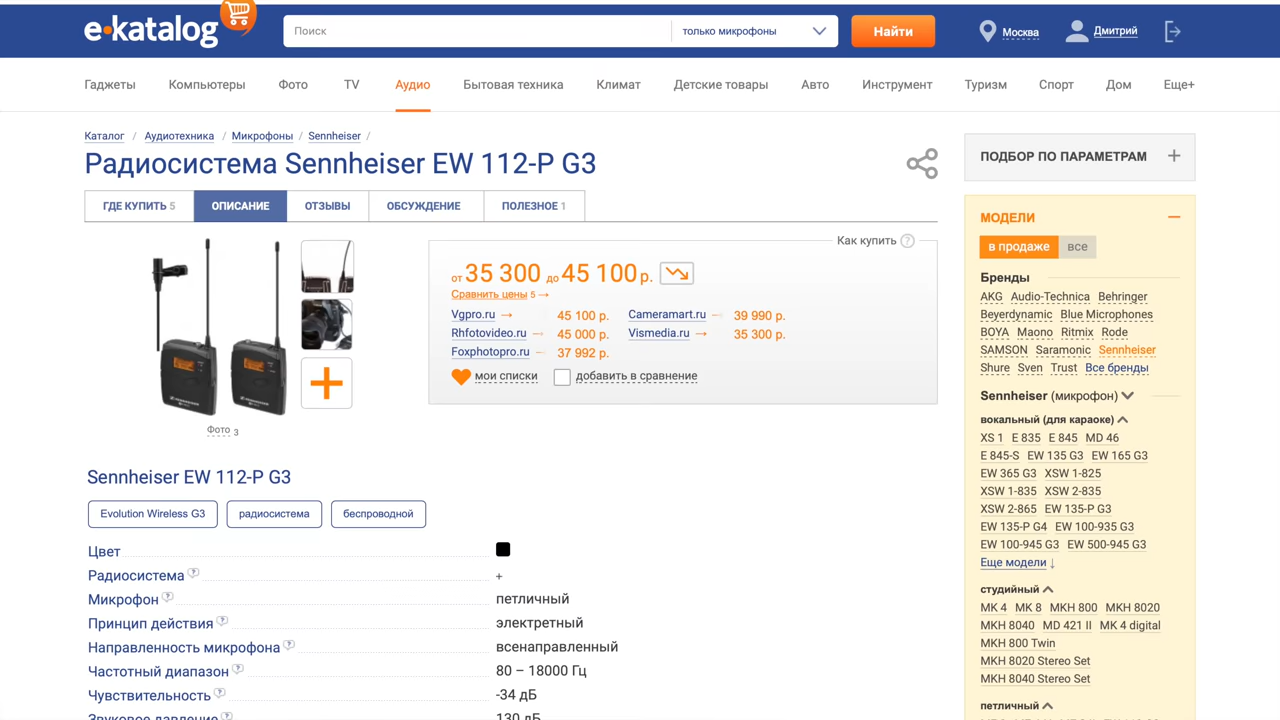 e·katalog
Поиск
только микрофоны
Найти
Москва
Дмитрий
Гаджеты Компьютеры Фото TV Аудио Бытовая техника Климат Детские товары Авто Инструмент Туризм Спорт Дом Еще+
Каталог / Аудиотехника / Микрофоны / Sennheiser /
Радиосистема Sennheiser EW 112-P G3
ГДЕ КУПИТЬ 5 ОПИСАНИЕ ОТЗЫВЫ ОБСУЖДЕНИЕ ПОЛЕЗНОЕ 1
Фото 3
Как купить ?
от 35 300 до 45 100 р.
Сравнить цены 5 →
Vgpro.ru → 45 100 р. Cameramart.ru → 39 990 р.
Rhfotovideo.ru → 45 000 р. Vismedia.ru → 35 300 р.
Foxphotopro.ru → 37 992 р.
мои списки добавить в сравнение
Sennheiser EW 112-P G3
Evolution Wireless G3 радиосистема беспроводной
Цвет
Радиосистема ? +
Микрофон ? петличный
Принцип действия ? электретный
Направленность микрофона ? всенаправленный
Частотный диапазон ? 80 – 18000 Гц
Чувствительность ? -34 дБ
Звуковое давление ? 130 дБ
ПОДБОР ПО ПАРАМЕТРАМ +
МОДЕЛИ –
в продаже все
Бренды
AKG Audio-Technica Behringer
Beyerdynamic Blue Microphones
BOYA Maono Ritmix Rode
SAMSON Saramonic Sennheiser
Shure Sven Trust Все бренды
Sennheiser (микрофон)
вокальный (для караоке)
XS 1 E 835 E 845 MD 46
E 845-S EW 135 G3 EW 165 G3
EW 365 G3 XSW 1-825
XSW 1-835 XSW 2-835
XSW 2-865 EW 135-P G3
EW 135-P G4 EW 100-935 G3
EW 100-945 G3 EW 500-945 G3
Еще модели ↓
студийный
MK 4 MK 8 MKH 800 MKH 8020
MKH 8040 MD 421 II MK 4 digital
MKH 800 Twin
MKH 8020 Stereo Set
MKH 8040 Stereo Set
петличный